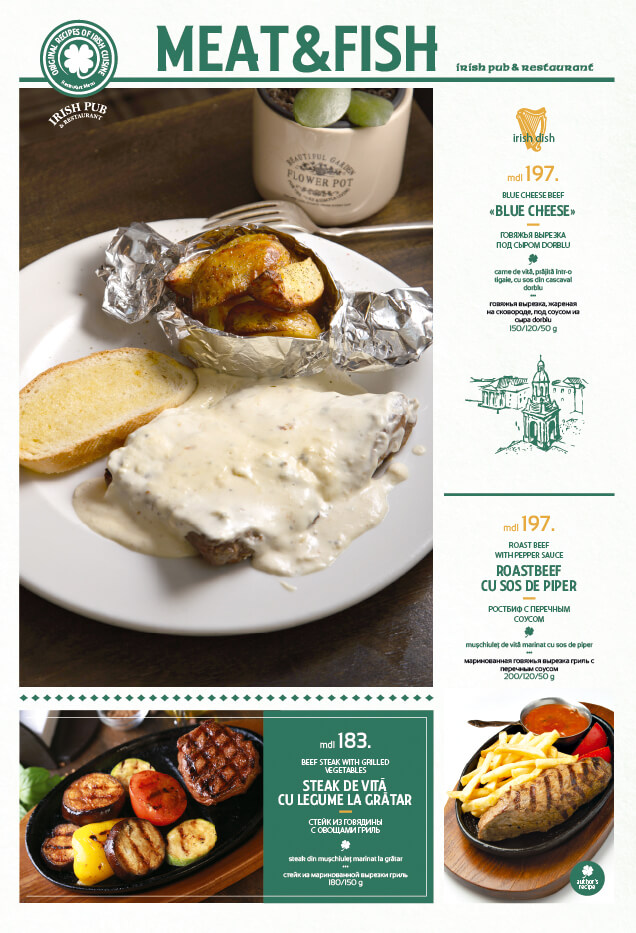 MEAT&FISH
irish pub & restaurant
ORIGINAL RECIPES OF IRISH CUISINE
IRISH PUB
& RESTAURANT
BEAUTIFUL GARDEN
FLOWER POT
irish dish
mdl 197.
BLUE CHEESE BEEF
«BLUE CHEESE»
ГОВЯЖЬЯ ВЫРЕЗКА
ПОД СЫРОМ DORBLU
carne de vită, prăjită într-o
tigaie, cu sos din cascaval
dorblu
говяжья вырезка, жареная
на сковороде, под соусом из
сыра dorblu
150/120/50 g
mdl 197.
ROAST BEEF
WITH PEPPER SAUCE
ROASTBEEF
CU SOS DE PIPER
РОСТБИФ С ПЕРЕЧНЫМ
СОУСОМ
mușchiuleț de vită marinat cu sos de piper
маринованная говяжья вырезка гриль с
перечным соусом
200/120/50 g
author's
recipe
mdl 183.
BEEF STEAK WITH GRILLED
VEGETABLES
STEAK DE VITĂ
CU LEGUME LA GRĂTAR
СТЕЙК ИЗ ГОВЯДИНЫ
С ОВОЩАМИ ГРИЛЬ
steak din mușchiuleț marinat la grătar
стейк из маринованной вырезки гриль
180/150 g